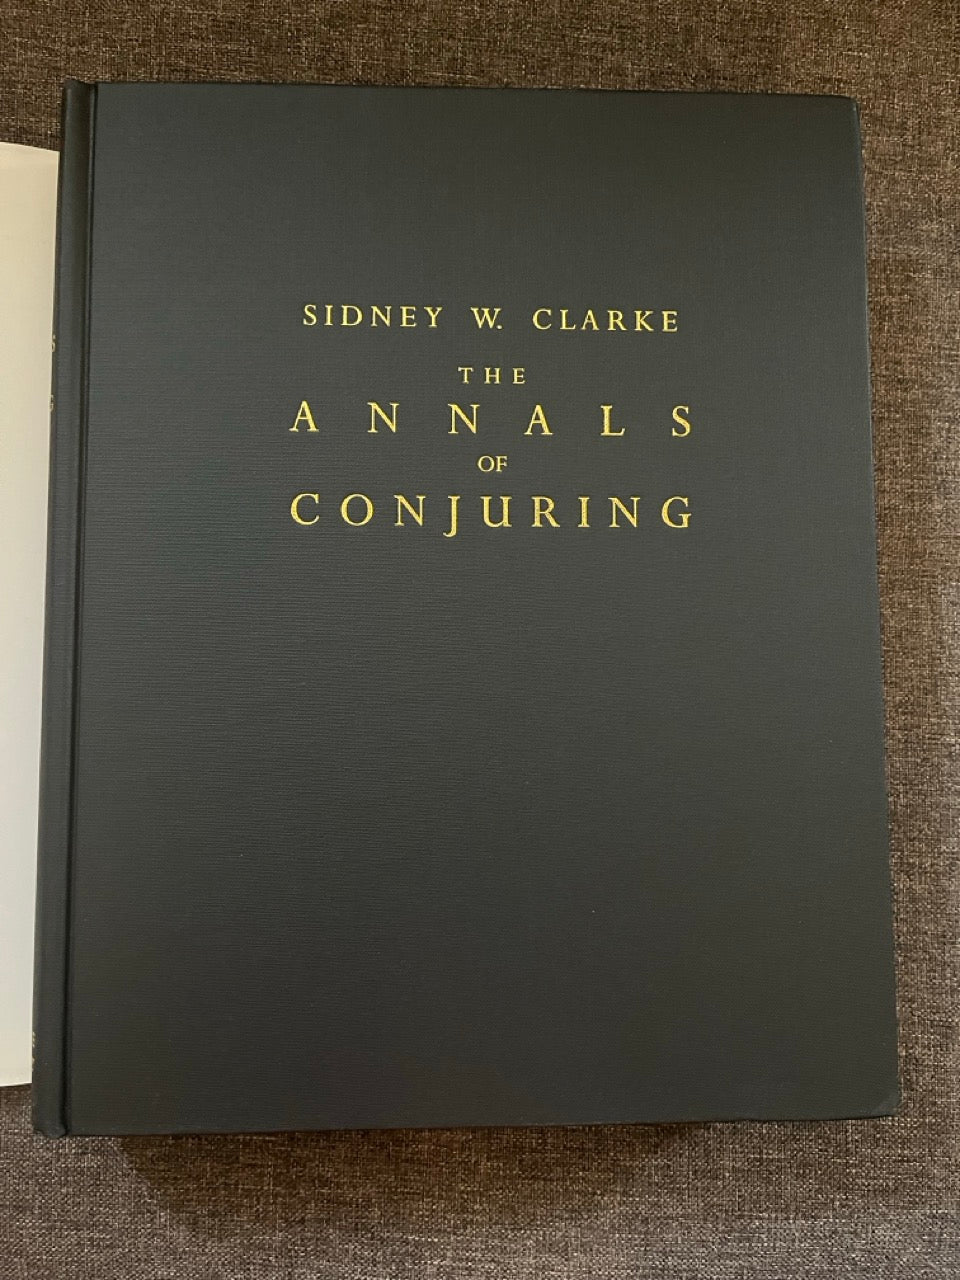 SIDNEY W. CLARKE
THE
ANNALS
OF
CONJURING